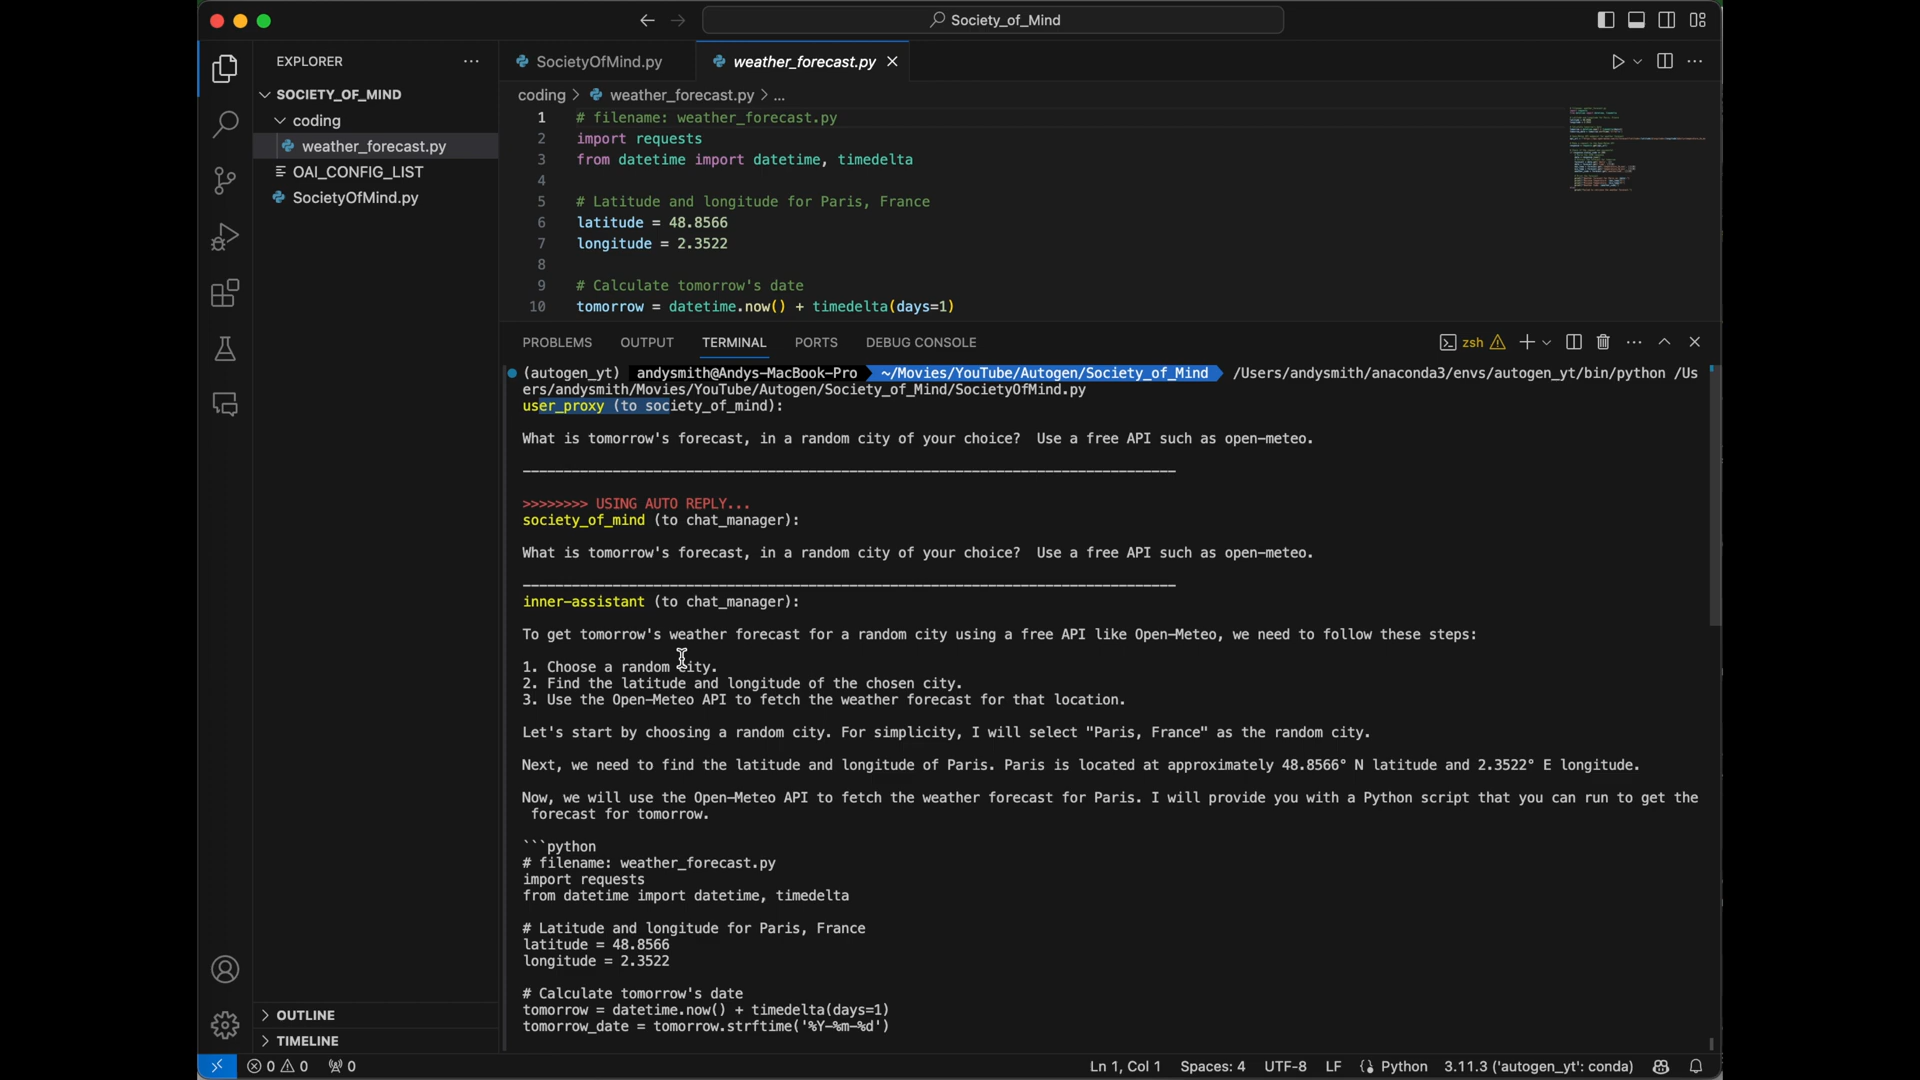 Society_of_Mind
EXPLORER
SOCIETY_OF_MIND
coding
weather_forecast.py
OAI_CONFIG_LIST
SocietyOfMind.py
OUTLINE
TIMELINE
SocietyOfMind.py
weather_forecast.py
coding > weather_forecast.py > ...
1 # filename: weather_forecast.py
2 import requests
3 from datetime import datetime, timedelta
4
5 # Latitude and longitude for Paris, France
6 latitude = 48.8566
7 longitude = 2.3522
8
9 # Calculate tomorrow's date
10 tomorrow = datetime.now() + timedelta(days=1)
PROBLEMS OUTPUT TERMINAL PORTS DEBUG CONSOLE
zsh
(autogen_yt) andysmith@Andys-MacBook-Pro ~/Movies/YouTube/Autogen/Society_of_Mind /Users/andysmith/anaconda3/envs/autogen_yt/bin/python /Us
ers/andysmith/Movies/YouTube/Autogen/Society_of_Mind/SocietyOfMind.py
user_proxy (to society_of_mind):
What is tomorrow's forecast, in a random city of your choice?  Use a free API such as open-meteo.
--------------------------------------------------------------------------------
>>>>>>>> USING AUTO REPLY...
society_of_mind (to chat_manager):
What is tomorrow's forecast, in a random city of your choice?  Use a free API such as open-meteo.
--------------------------------------------------------------------------------
inner-assistant (to chat_manager):
To get tomorrow's weather forecast for a random city using a free API like Open-Meteo, we need to follow these steps:
1. Choose a random city.
2. Find the latitude and longitude of the chosen city.
3. Use the Open-Meteo API to fetch the weather forecast for that location.
Let's start by choosing a random city. For simplicity, I will select "Paris, France" as the random city.
Next, we need to find the latitude and longitude of Paris. Paris is located at approximately 48.8566° N latitude and 2.3522° E longitude.
Now, we will use the Open-Meteo API to fetch the weather forecast for Paris. I will provide you with a Python script that you can run to get the
forecast for tomorrow.
```python
# filename: weather_forecast.py
import requests
from datetime import datetime, timedelta
# Latitude and longitude for Paris, France
latitude = 48.8566
longitude = 2.3522
# Calculate tomorrow's date
tomorrow = datetime.now() + timedelta(days=1)
tomorrow_date = tomorrow.strftime('%Y-%m-%d')
0 0 0
Ln 1, Col 1 Spaces: 4 UTF-8 LF Python 3.11.3 ('autogen_yt': conda)